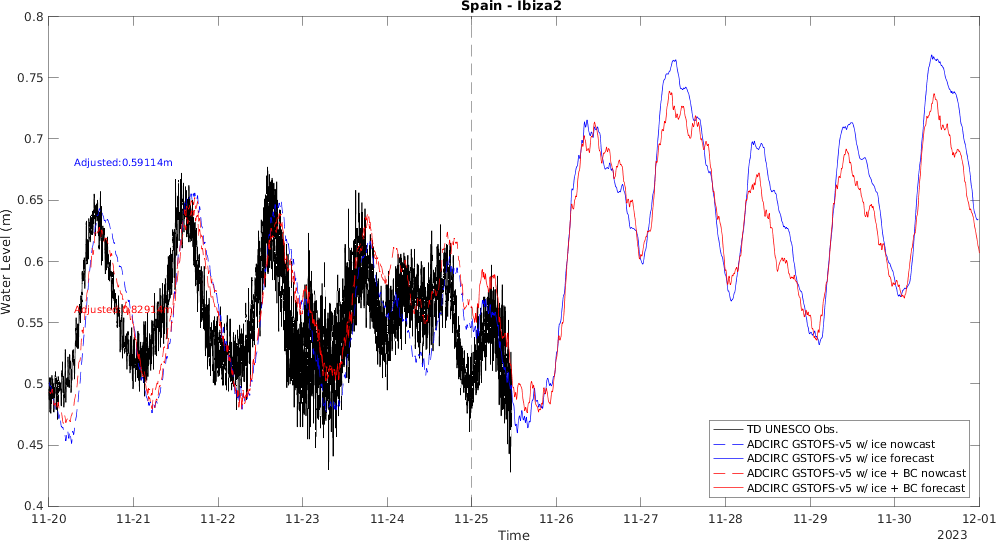 Spain - Ibiza2
0.8
0.75
0.7
0.65
0.6
0.55
0.5
0.45
0.4
Water Level (m)
Adjusted:0.59114m
Adjusted:0.82914m
TD UNESCO Obs.
ADCIRC GSTOFS-v5 w/ ice nowcast
ADCIRC GSTOFS-v5 w/ ice forecast
ADCIRC GSTOFS-v5 w/ ice + BC nowcast
ADCIRC GSTOFS-v5 w/ ice + BC forecast
11-20 11-21 11-22 11-23 11-24 11-25 11-26 11-27 11-28 11-29 11-30 12-01
Time
2023